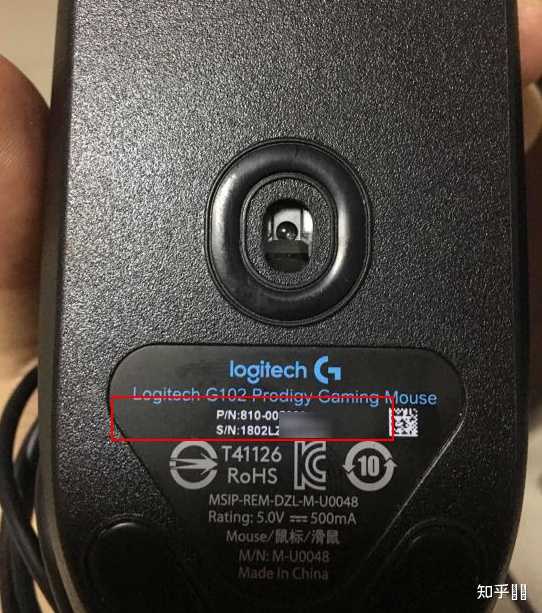 logitech G
Logitech G102 Prodigy Gaming Mouse
P/N:810-00
S/N:1802L
T41126
RoHS
10
MSIP-REM-DZL-M-U0048
Rating: 5.0V ⎓ 500mA
Mouse/鼠标/滑鼠
M/N: M-U0048
Made in China
知乎